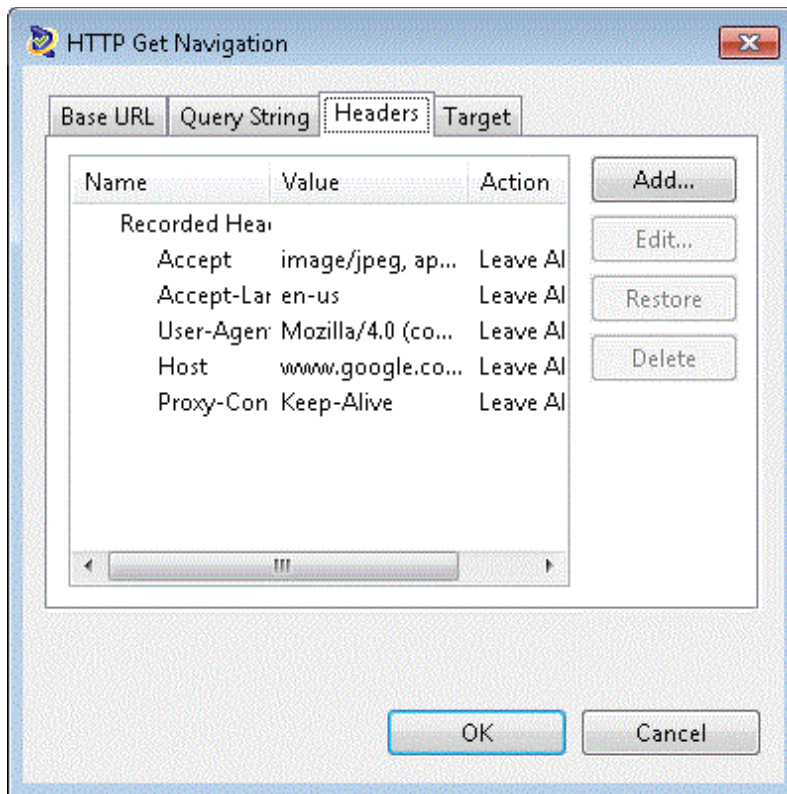 HTTP Get Navigation
Base URL Query String Headers Target
Name Value Action
Add...
Recorded Hea
Edit...
Accept image/jpeg, ap... Leave Al
Accept-Lar en-us Leave Al
Restore
User-Agen Mozilla/4.0 (co... Leave Al
Host www.google.co... Leave Al
Delete
Proxy-Con Keep-Alive Leave Al
OK Cancel